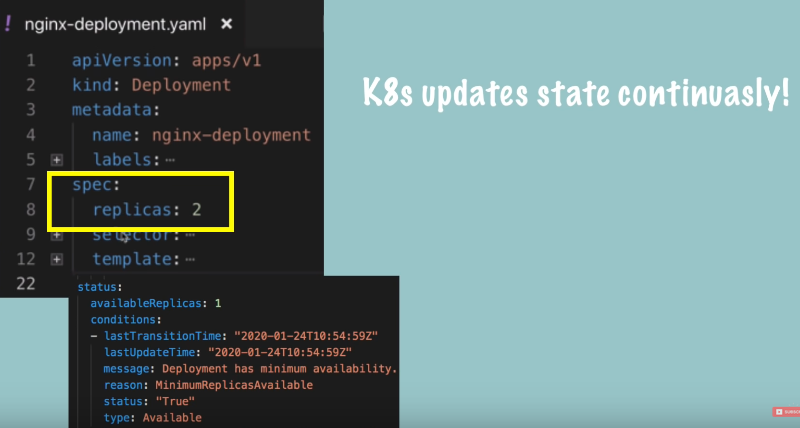 ! nginx-deployment.yaml ×
K8s updates state continuasly!
1 apiVersion: apps/v1
2 kind: Deployment
3 metadata:
4 name: nginx-deployment
5 labels: ⋯
7 spec:
8 replicas: 2
9 selector: ⋯
12 template: ⋯
22
status:
availableReplicas: 1
conditions:
- lastTransitionTime: "2020-01-24T10:54:59Z"
lastUpdateTime: "2020-01-24T10:54:59Z"
message: Deployment has minimum availability.
reason: MinimumReplicasAvailable
status: "True"
type: Available